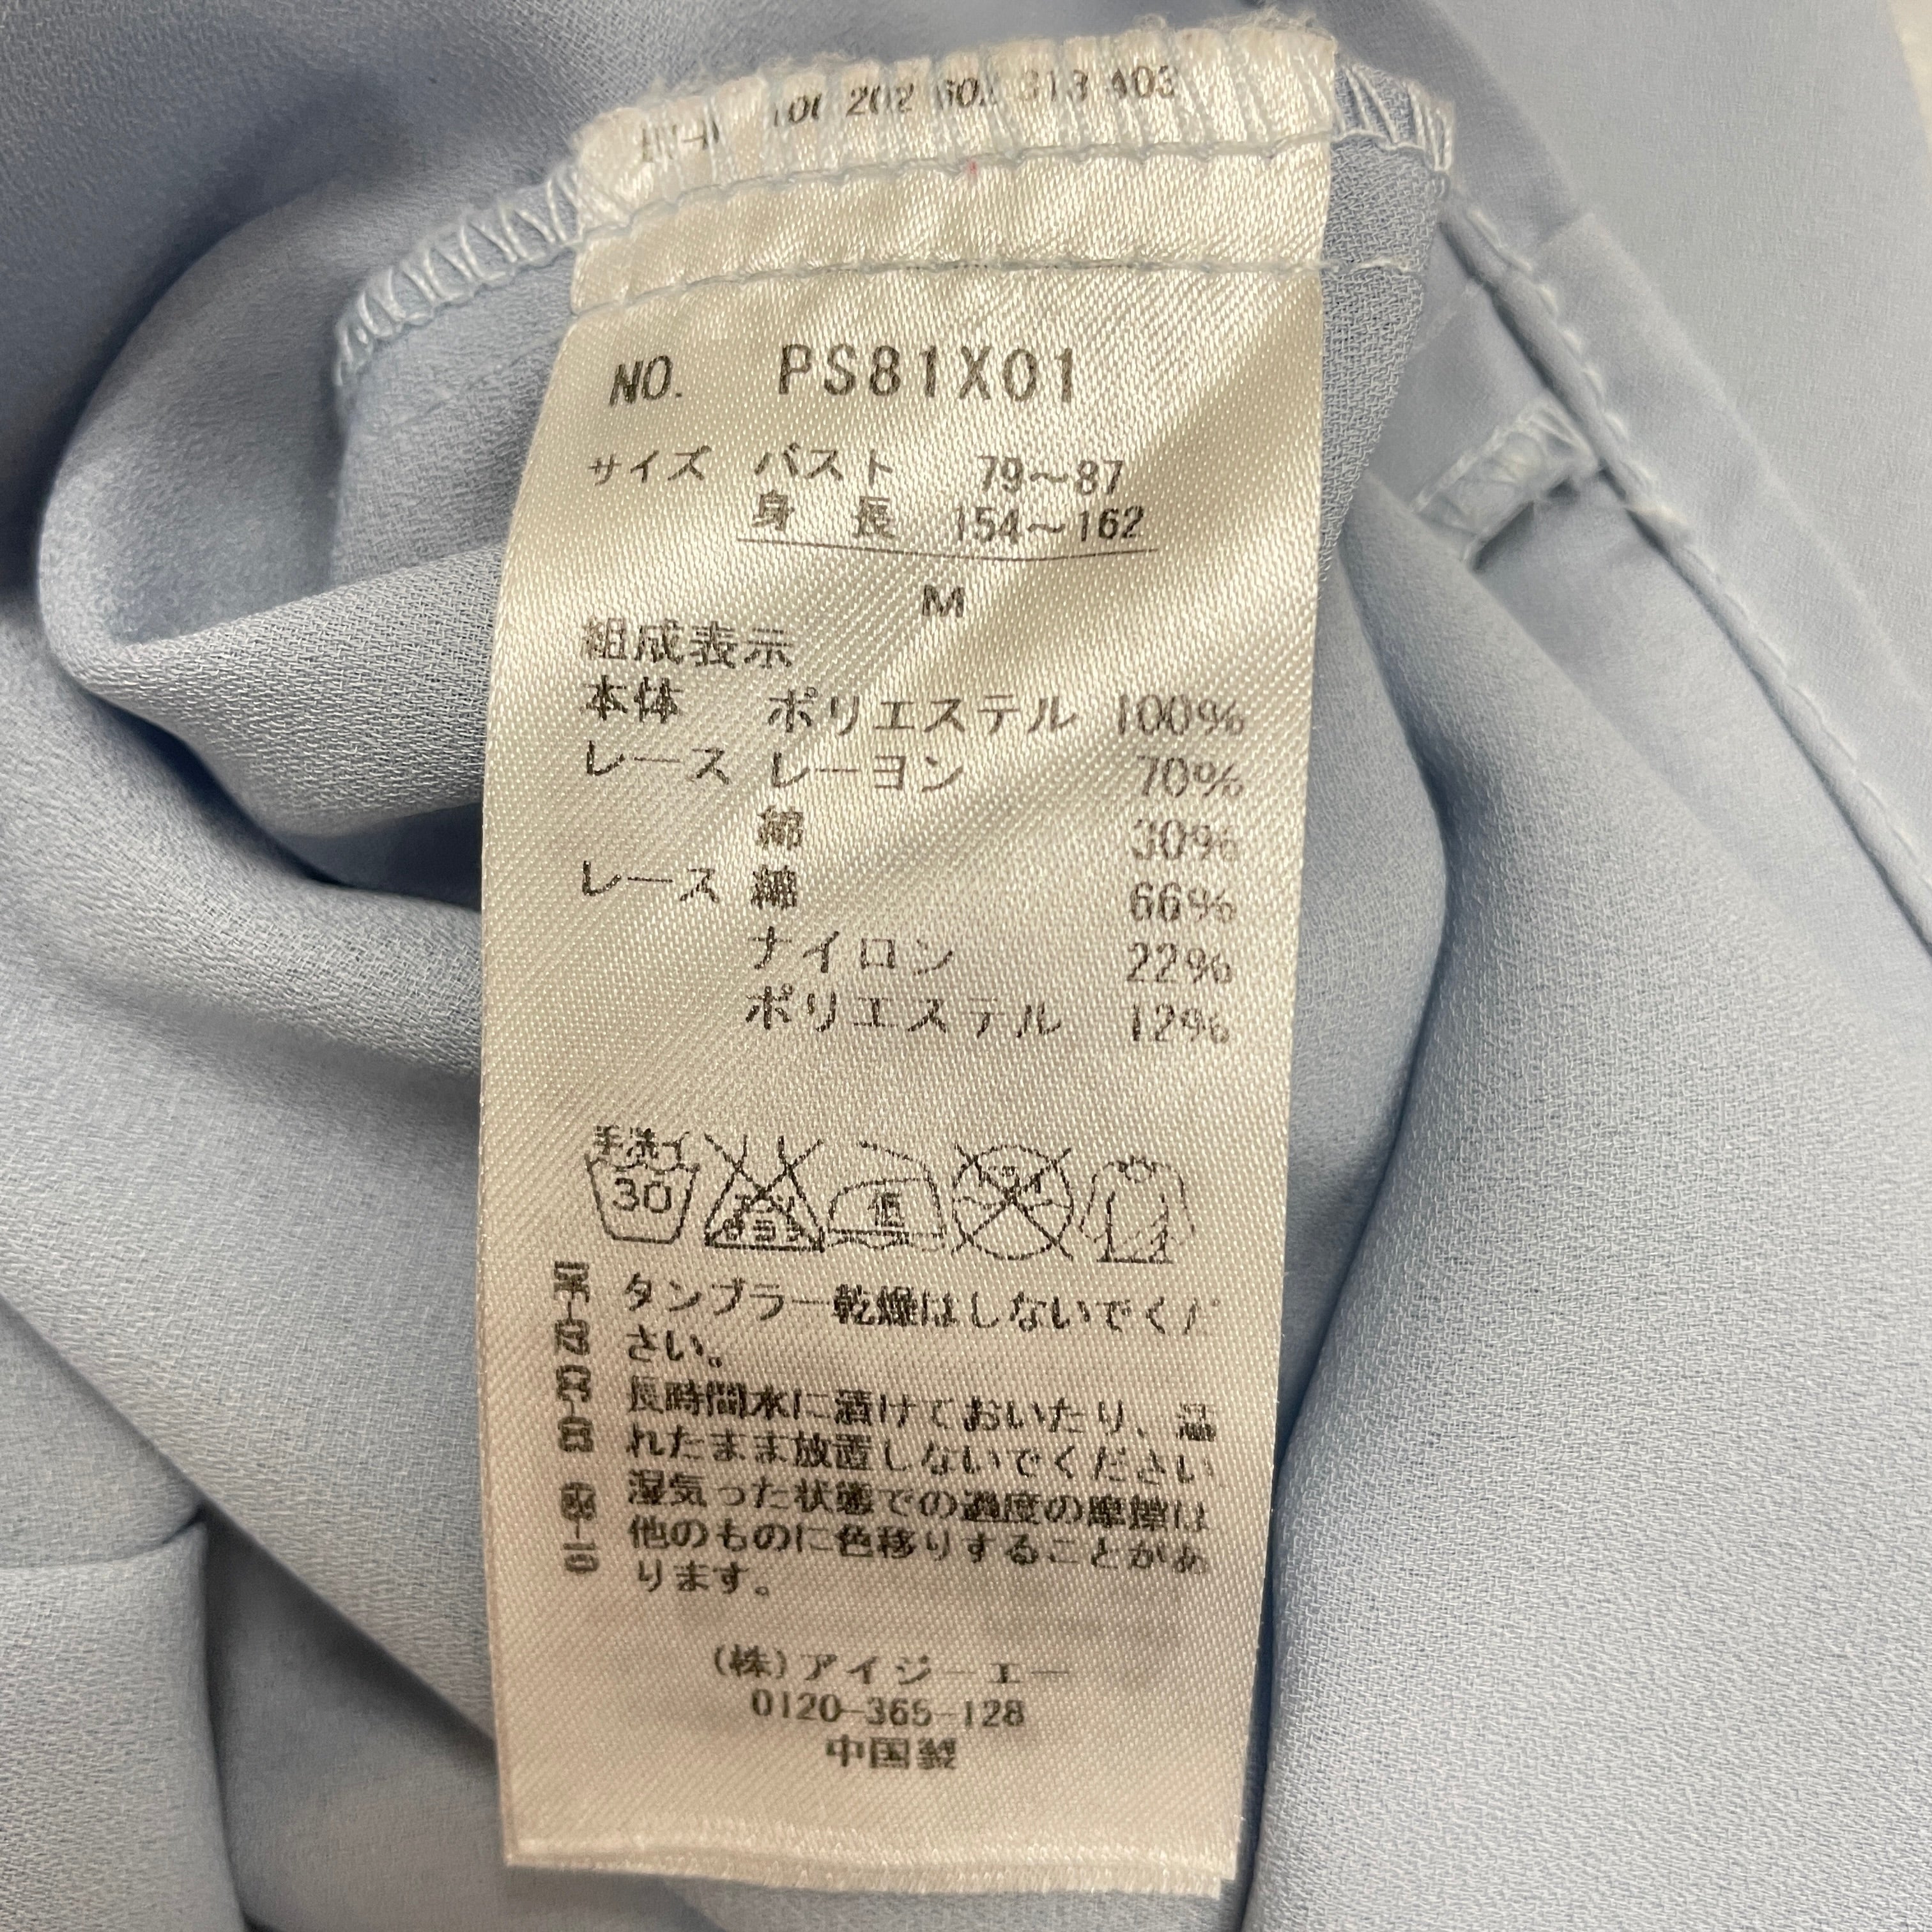 202 602 313 403
NO. PS81X01
サイズ バスト 79〜87
身長 154〜162
M
組成表示
本体 ポリエステル 100%
レース レーヨン 70%
綿 30%
レース 綿 66%
ナイロン 22%
ポリエステル 12%
手洗イ
30 低
タンブラー乾燥はしないでくだ
さい。
長時間水に漬けておいたり、濡
れたまま放置しないでください
湿気った状態での過度の摩擦は
他のものに色移りすることがあ
ります。
(株)アイジーエー
0120-365-128
中国製